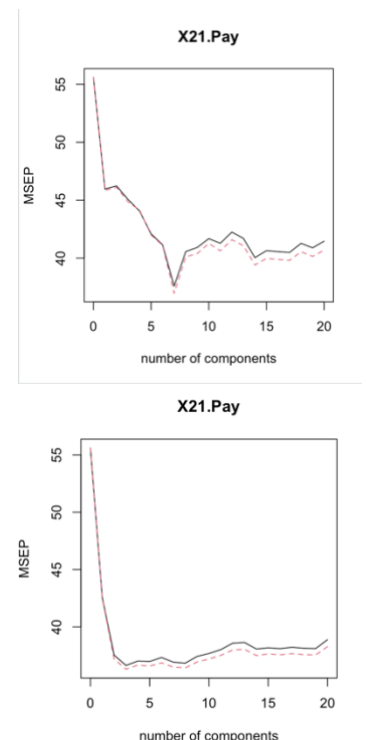 X21.Pay
55
50
45
40
MSEP
0 5 10 15 20
number of components
X21.Pay
55
50
45
40
MSEP
0 5 10 15 20
number of components